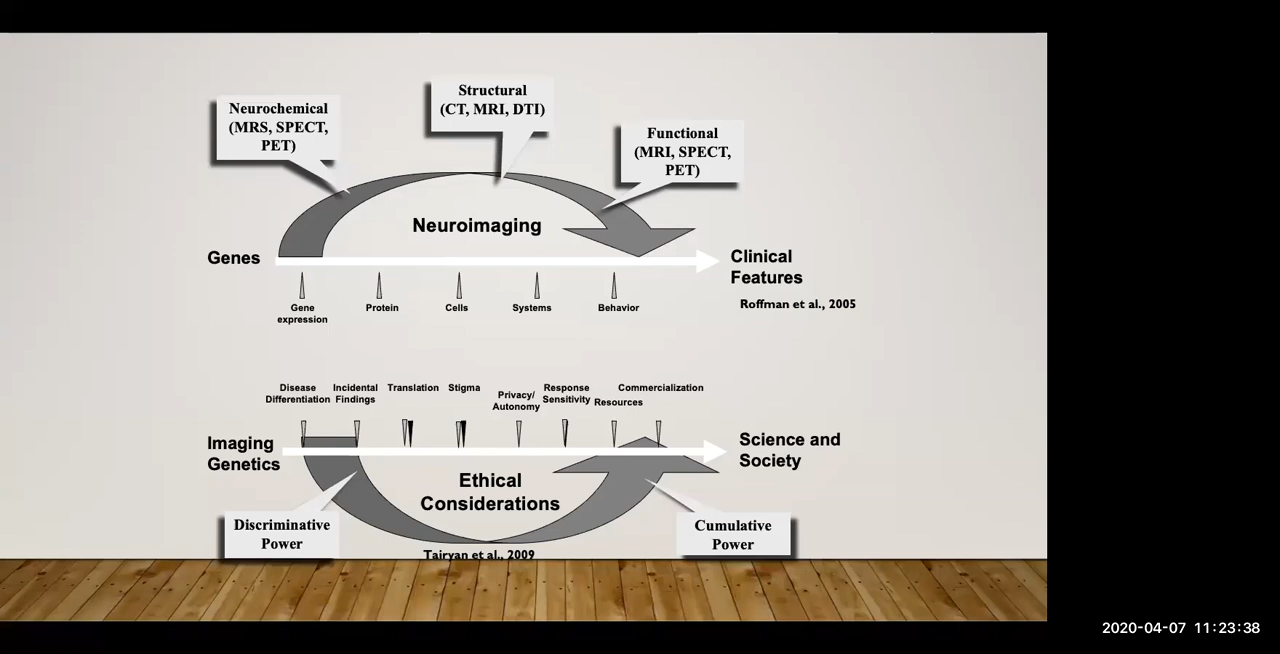 Neurochemical
(MRS, SPECT,
PET)
Structural
(CT, MRI, DTI)
Functional
(MRI, SPECT,
PET)
Neuroimaging
Genes
Clinical
Features
Gene
expression
Protein
Cells
Systems
Behavior
Roffman et al., 2005
Disease
Differentiation
Incidental
Findings
Translation
Stigma
Privacy/
Autonomy
Response
Sensitivity
Resources
Commercialization
Imaging
Genetics
Science and
Society
Ethical
Considerations
Discriminative
Power
Cumulative
Power
Tairyan et al., 2009
2020-04-07 11:23:38